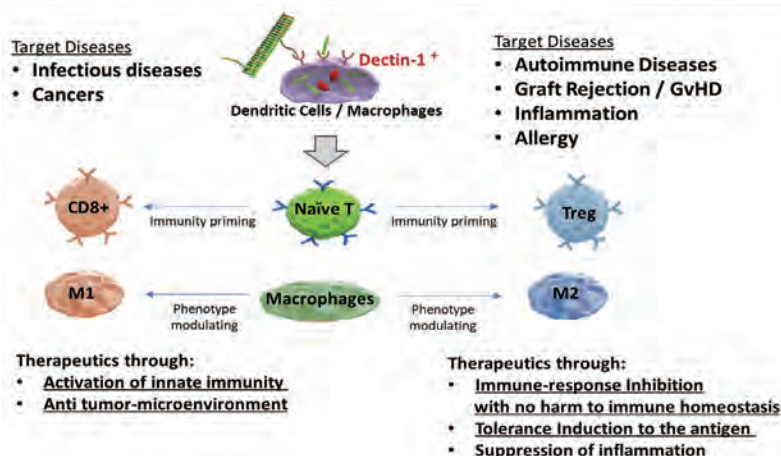 Target Diseases
• Infectious diseases
• Cancers
Dectin-1 +
Dendritic Cells / Macrophages
Target Diseases
• Autoimmune Diseases
• Graft Rejection / GvHD
• Inflammation
• Allergy
CD8+
Immunity priming
Naïve T
Immunity priming
Treg
M1
Phenotype
modulating
Macrophages
Phenotype
modulating
M2
Therapeutics through:
• Activation of innate immunity
• Anti tumor-microenvironment
Therapeutics through:
• Immune-response Inhibition
with no harm to immune homeostasis
• Tolerance Induction to the antigen
• Suppression of inflammation